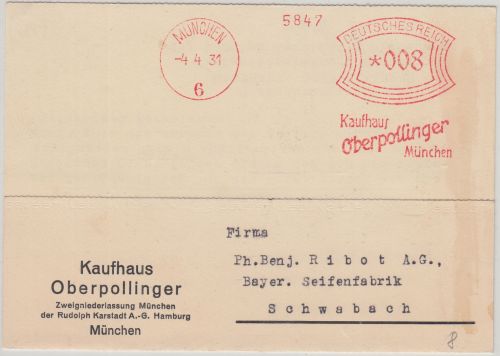 5847
MÜNCHEN
-4 4 31
6
DEUTSCHES REICH
*008
Kaufhaus
Oberpollinger
München
Firma
Ph.Benj. Ribot A.G.,
Bayer. Seifenfabrik
Schwabach
Kaufhaus
Oberpollinger
Zweigniederlassung München
der Rudolph Karstadt A.-G. Hamburg
München
8